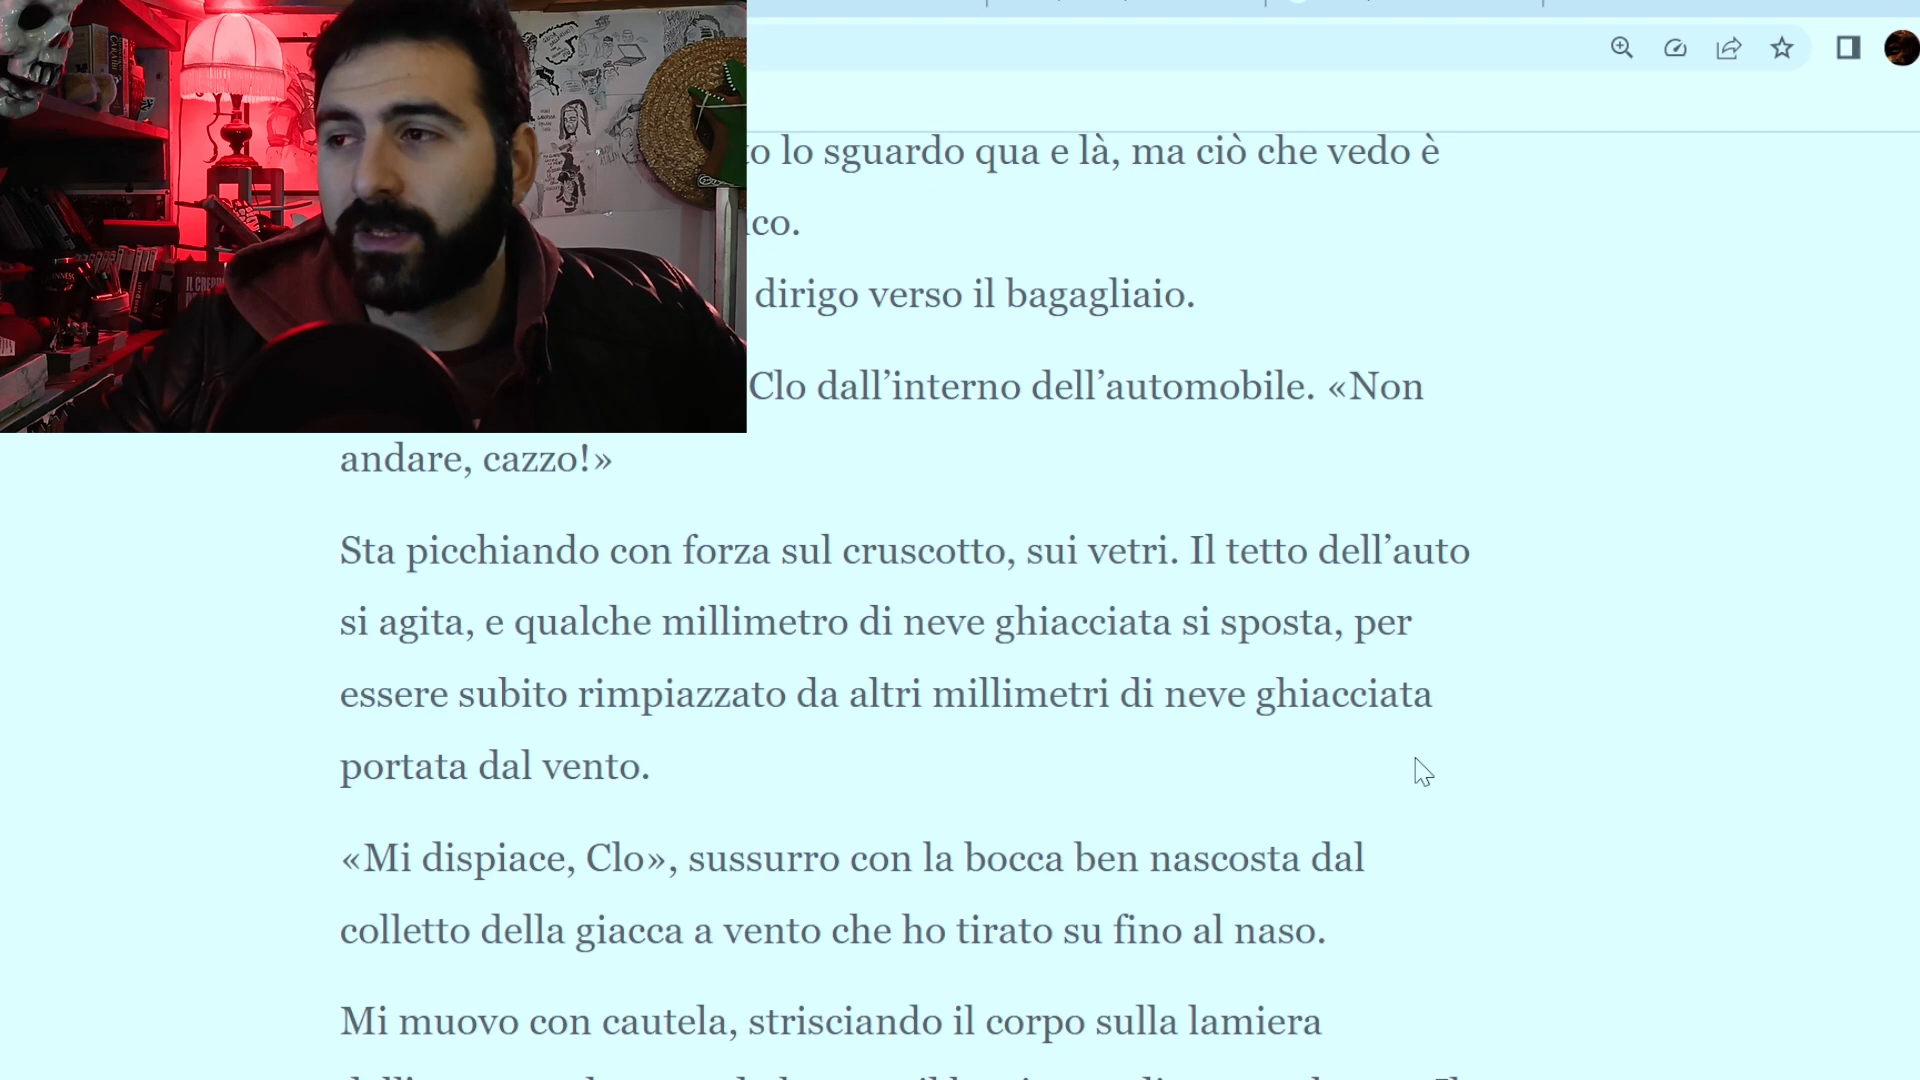 o lo sguardo qua e là, ma ciò che vedo è
co.
dirigo verso il bagagliaio.
Clo dall’interno dell’automobile. «Non
andare, cazzo!»
Sta picchiando con forza sul cruscotto, sui vetri. Il tetto dell’auto
si agita, e qualche millimetro di neve ghiacciata si sposta, per
essere subito rimpiazzato da altri millimetri di neve ghiacciata
portata dal vento.
«Mi dispiace, Clo», sussurro con la bocca ben nascosta dal
colletto della giacca a vento che ho tirato su fino al naso.
Mi muovo con cautela, strisciando il corpo sulla lamiera